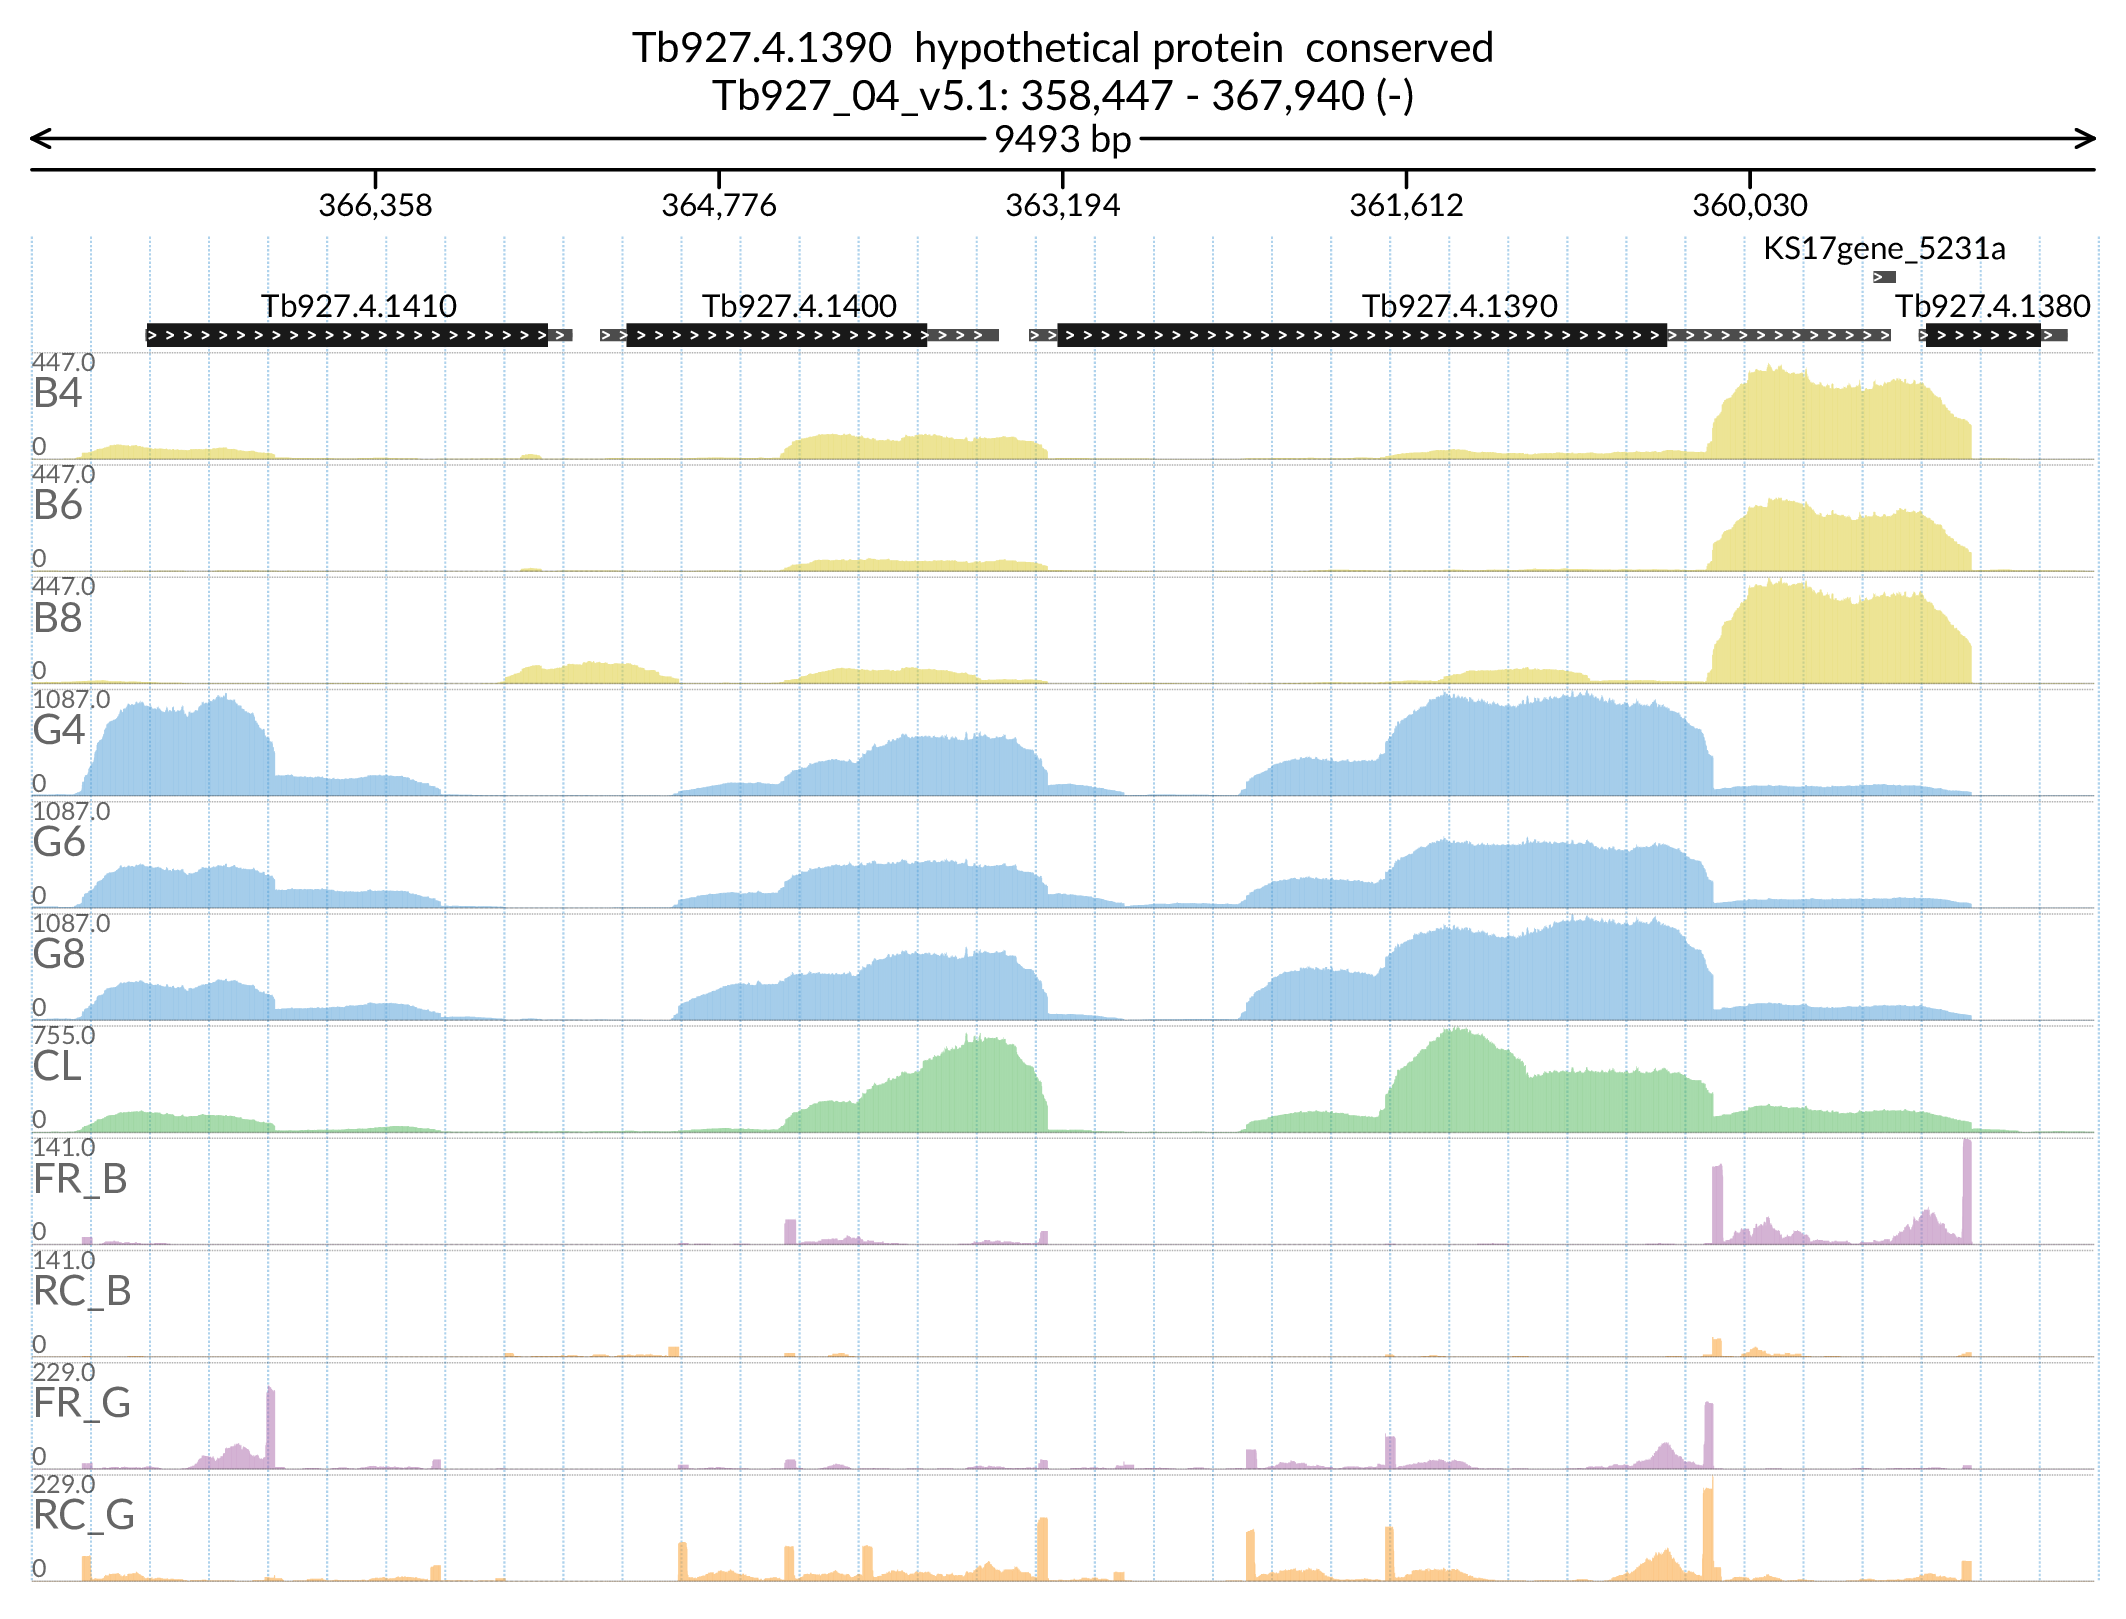 Tb927.4.1390  hypothetical protein  conserved
Tb927_04_v5.1: 358,447 - 367,940 (-)
9493 bp
366,358 364,776 363,194 361,612 360,030
KS17gene_5231a
Tb927.4.1410 Tb927.4.1400 Tb927.4.1390 Tb927.4.1380
447.0
B4
0
447.0
B6
0
447.0
B8
0
1087.0
G4
0
1087.0
G6
0
1087.0
G8
0
755.0
CL
0
141.0
FR_B
0
141.0
RC_B
0
229.0
FR_G
0
229.0
RC_G
0